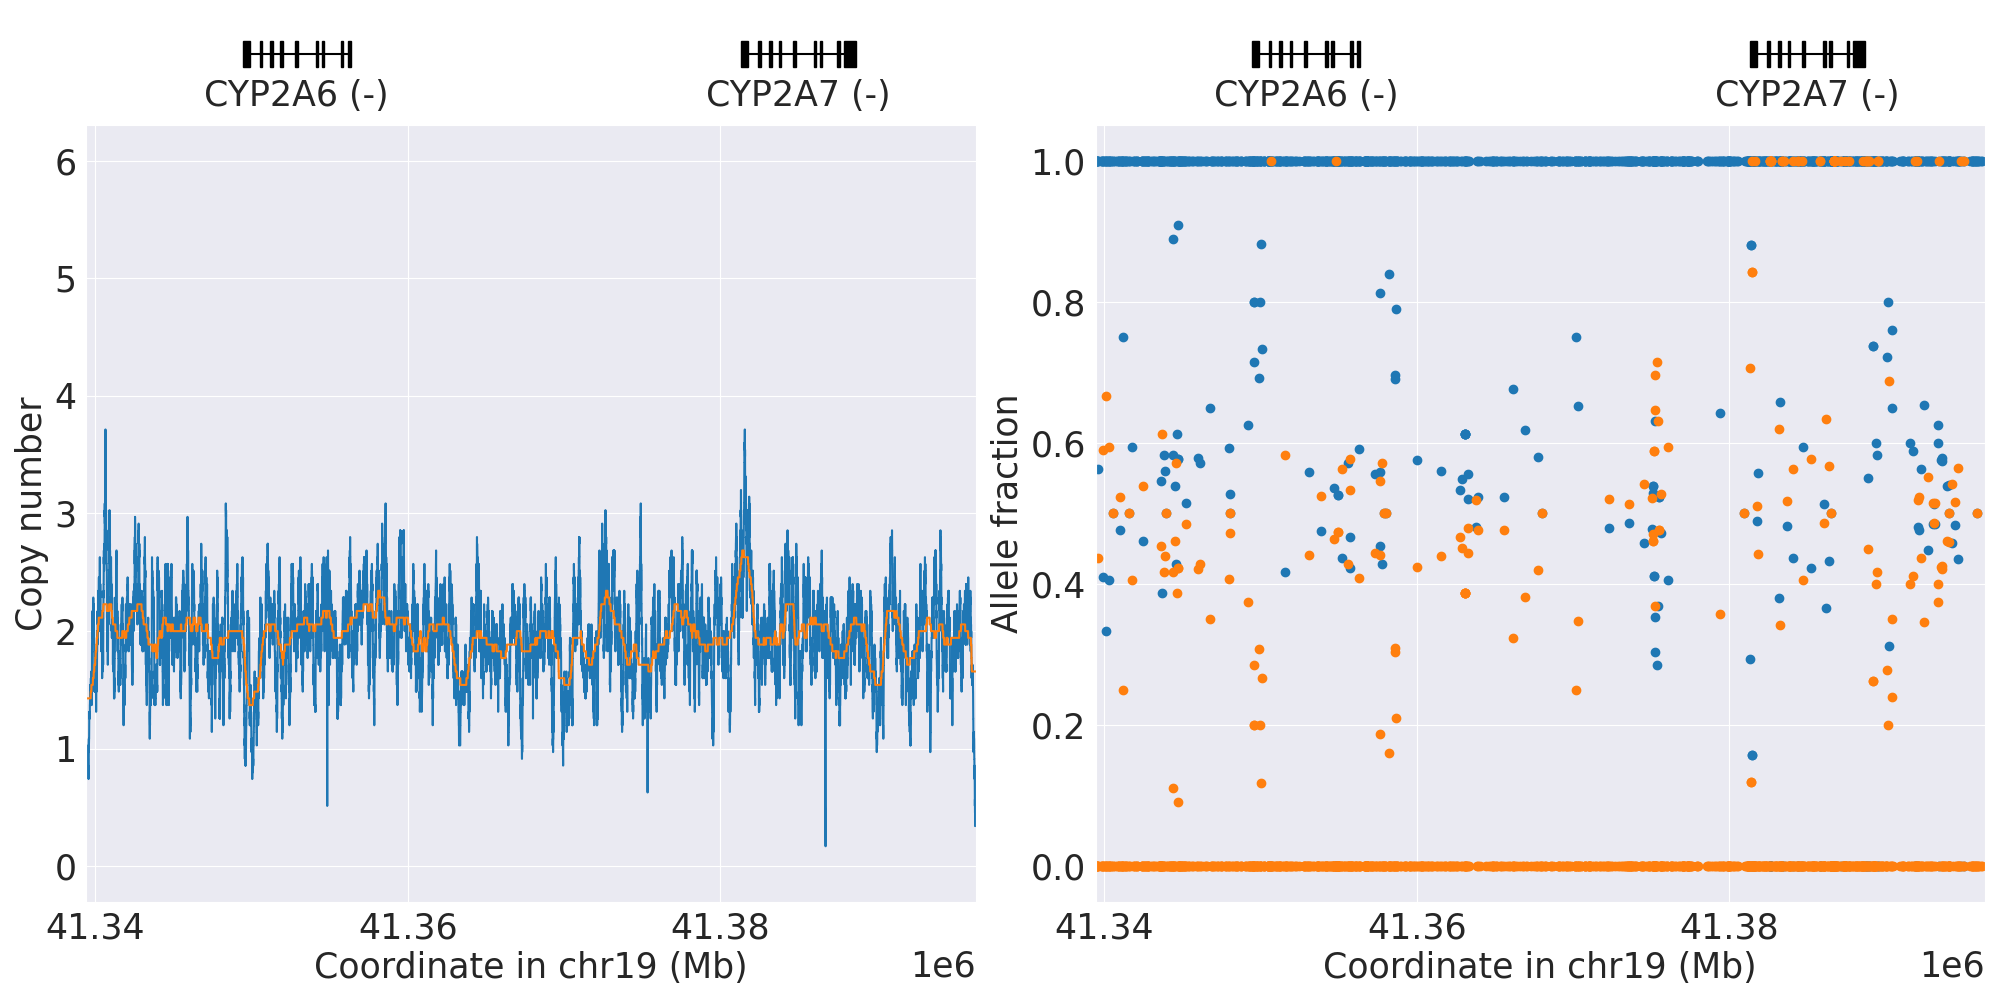 CYP2A6 (-)
CYP2A7 (-)
CYP2A6 (-)
CYP2A7 (-)
Copy number
6
5
4
3
2
1
0
41.34
41.36
41.38
Coordinate in chr19 (Mb)
1e6
Allele fraction
1.0
0.8
0.6
0.4
0.2
0.0
41.34
41.36
41.38
Coordinate in chr19 (Mb)
1e6